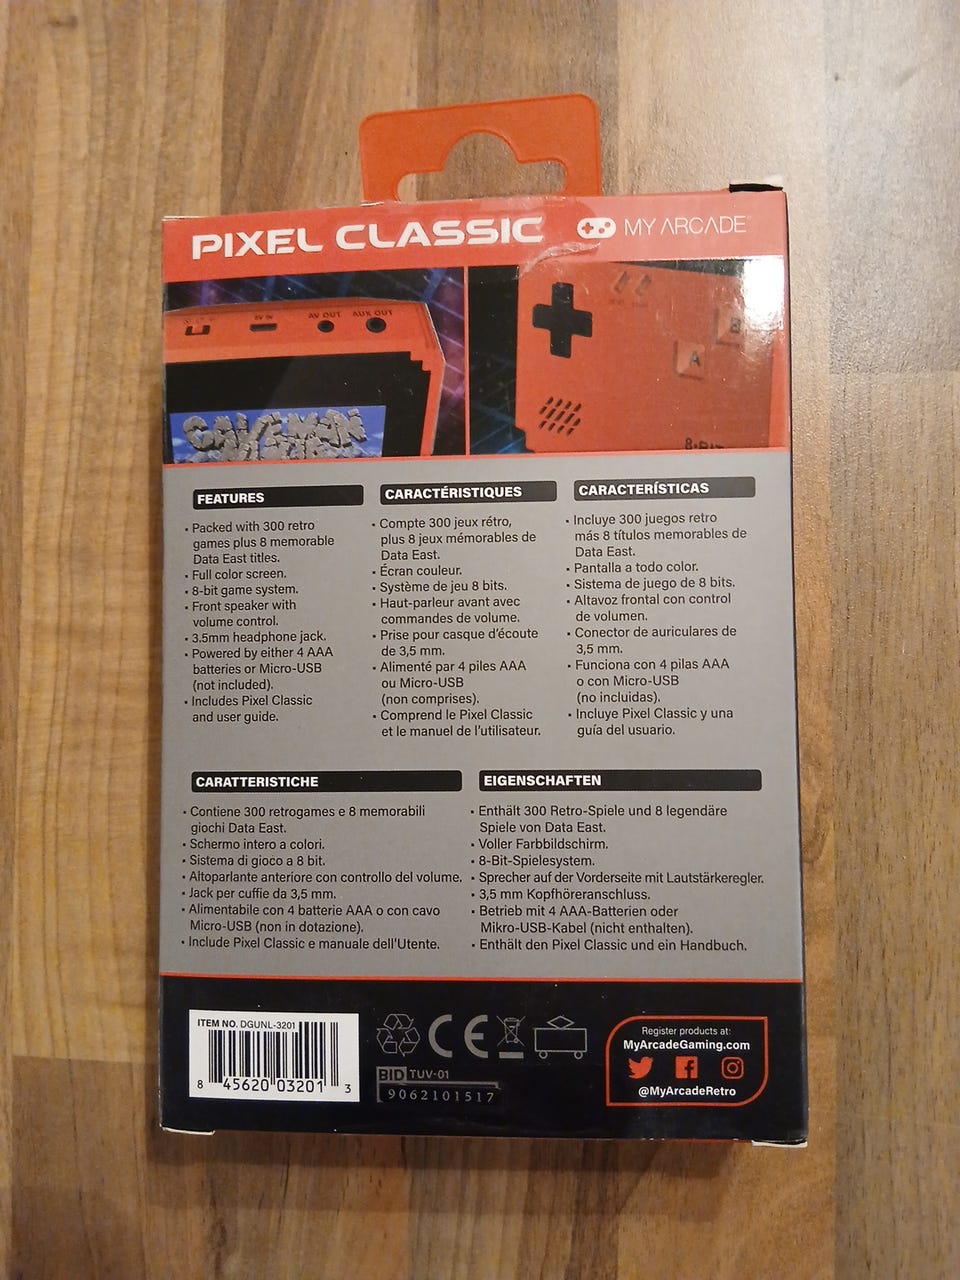 PIXEL CLASSIC
MY ARCADE
5V IN
AV OUT
AUX OUT
CAVEMAN
B
A
8-BIT
FEATURES
• Packed with 300 retro
games plus 8 memorable
Data East titles.
• Full color screen.
• 8-bit game system.
• Front speaker with
volume control.
• 3.5mm headphone jack.
• Powered by either 4 AAA
batteries or Micro-USB
(not included).
• Includes Pixel Classic
and user guide.
CARACTÉRISTIQUES
• Compte 300 jeux rétro,
plus 8 jeux mémorables de
Data East.
• Écran couleur.
• Système de jeu 8 bits.
• Haut-parleur avant avec
commandes de volume.
• Prise pour casque d'écoute
de 3,5 mm.
• Alimenté par 4 piles AAA
ou Micro-USB
(non comprises).
• Comprend le Pixel Classic
et le manuel de l'utilisateur.
CARACTERÍSTICAS
• Incluye 300 juegos retro
más 8 títulos memorables de
Data East.
• Pantalla a todo color.
• Sistema de juego de 8 bits.
• Altavoz frontal con control
de volumen.
• Conector de auriculares de
3,5 mm.
• Funciona con 4 pilas AAA
o con Micro-USB
(no incluidas).
• Incluye Pixel Classic y una
guía del usuario.
CARATTERISTICHE
• Contiene 300 retrogames e 8 memorabili
giochi Data East.
• Schermo intero a colori.
• Sistema di gioco a 8 bit.
• Altoparlante anteriore con controllo del volume.
• Jack per cuffie da 3,5 mm.
• Alimentabile con 4 batterie AAA o con cavo
Micro-USB (non in dotazione).
• Include Pixel Classic e manuale dell'Utente.
EIGENSCHAFTEN
• Enthält 300 Retro-Spiele und 8 legendäre
Spiele von Data East.
• Voller Farbbildschirm.
• 8-Bit-Spielesystem.
• Sprecher auf der Vorderseite mit Lautstärkeregler.
• 3,5 mm Kopfhöreranschluss.
• Betrieb mit 4 AAA-Batterien oder
Mikro-USB-Kabel (nicht enthalten).
• Enthält den Pixel Classic und ein Handbuch.
ITEM NO. DGUNL-3201
8 45620 03201 3
CE
BID TUV-01
9062101517
Register products at:
MyArcadeGaming.com
@MyArcadeRetro